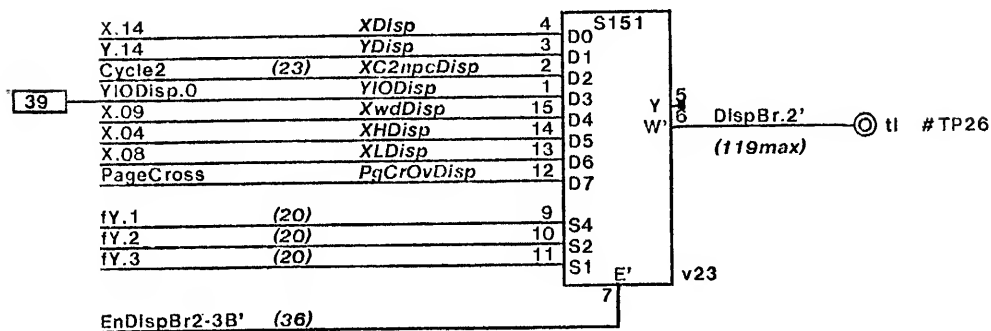 X.14 XDisp 4 D0 S151
Y.14 YDisp 3 D1
Cycle2 (23) XC2npcDisp 2 D2
39 YIODisp.0 YIODisp 1 D3
X.09 XwdDisp 15 D4
X.04 XHDisp 14 D5
X.08 XLDisp 13 D6
PageCross PgCrOvDisp 12 D7
Y 5
W' 6 DispBr.2' tl #TP26
(119max)
fY.1 (20) 9 S4
fY.2 (20) 10 S2
fY.3 (20) 11 S1
E' v23
7
EnDispBr2-3B' (36)